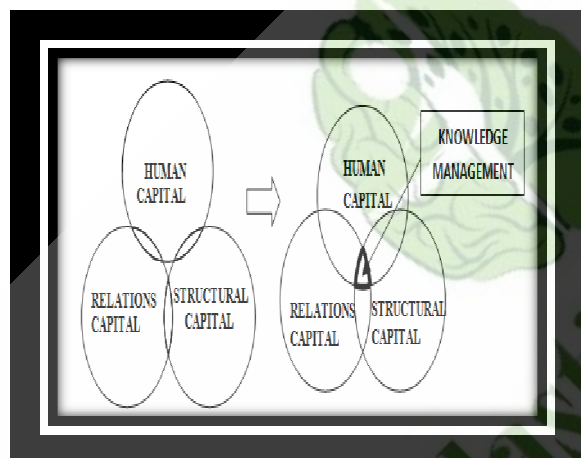 HUMAN
CAPITAL
RELATIONS
CAPITAL
STRUCTURAL
CAPITAL
HUMAN
CAPITAL
RELATIONS
CAPITAL
STRUCTURAL
CAPITAL
KNOWLEDGE
MANAGEMENT